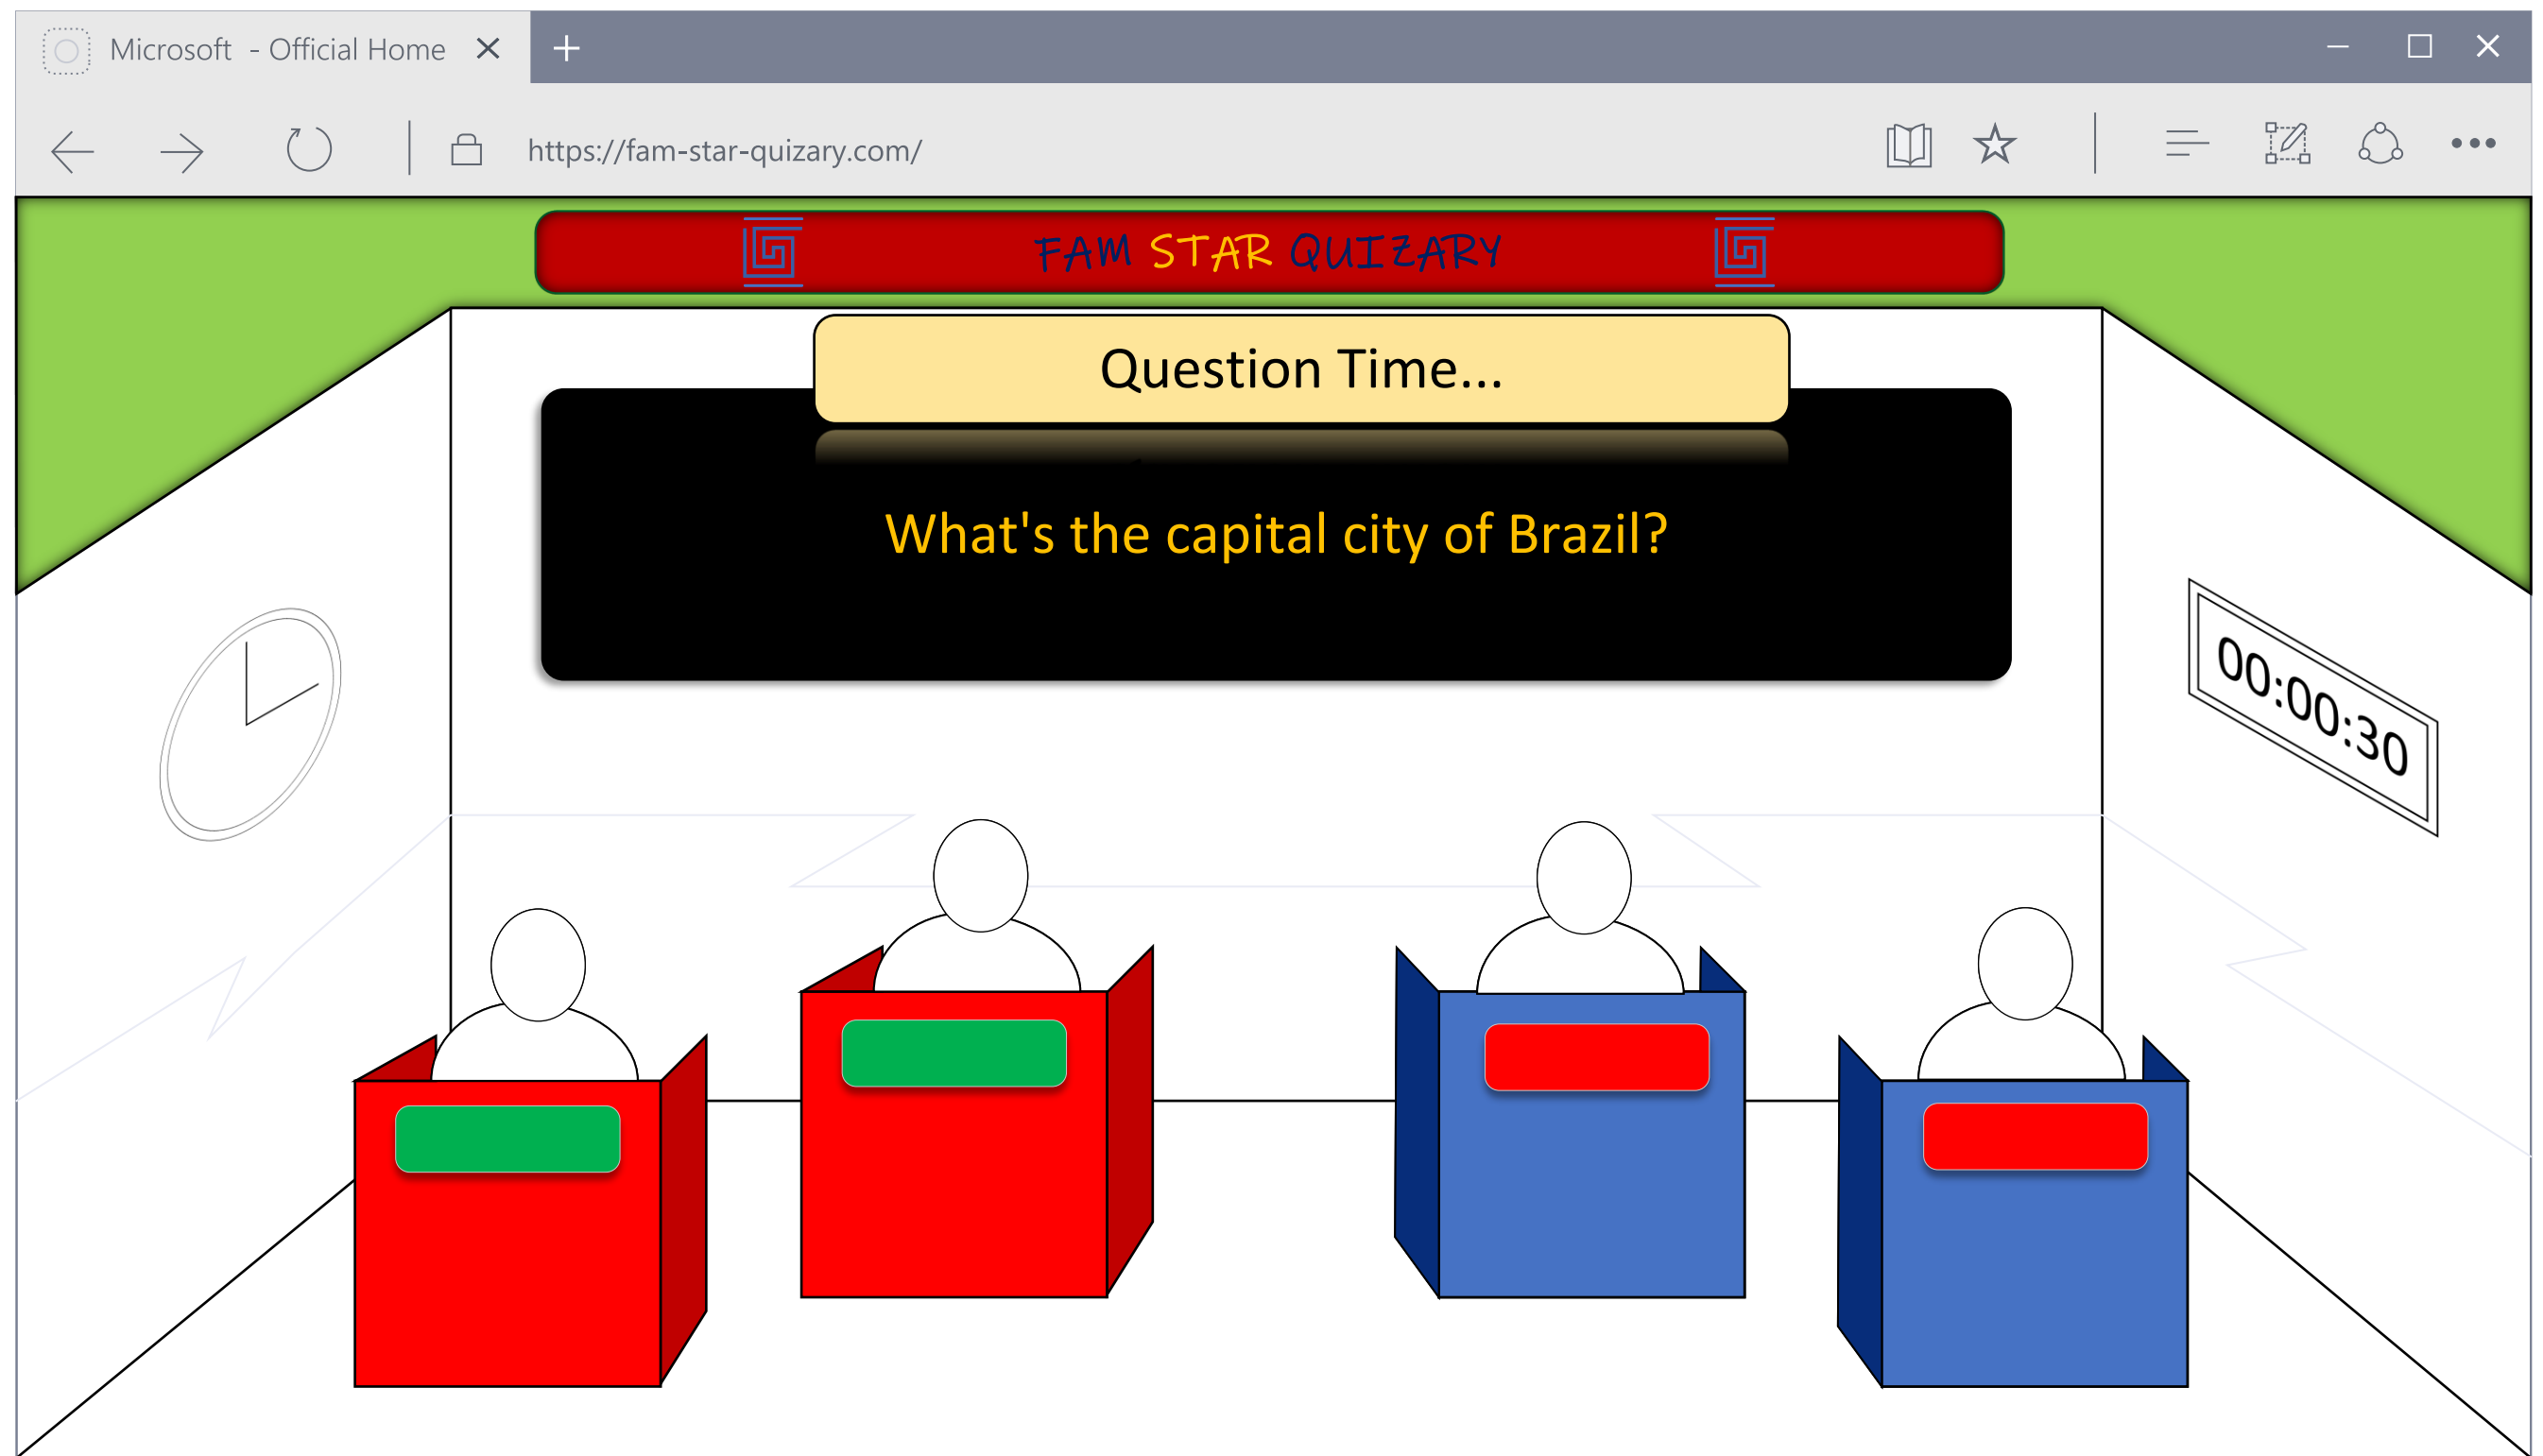 Microsoft - Official Home
https://fam-star-quizary.com/
FAM STAR QUIZARY
Question Time...
What's the capital city of Brazil?
00:00:30